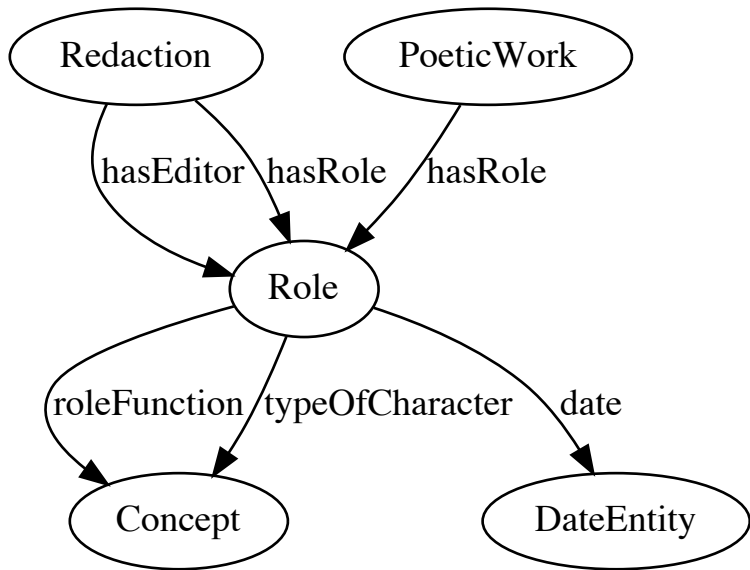 Redaction PoeticWork
hasEditor hasRole hasRole
Role
roleFunction typeOfCharacter date
Concept DateEntity